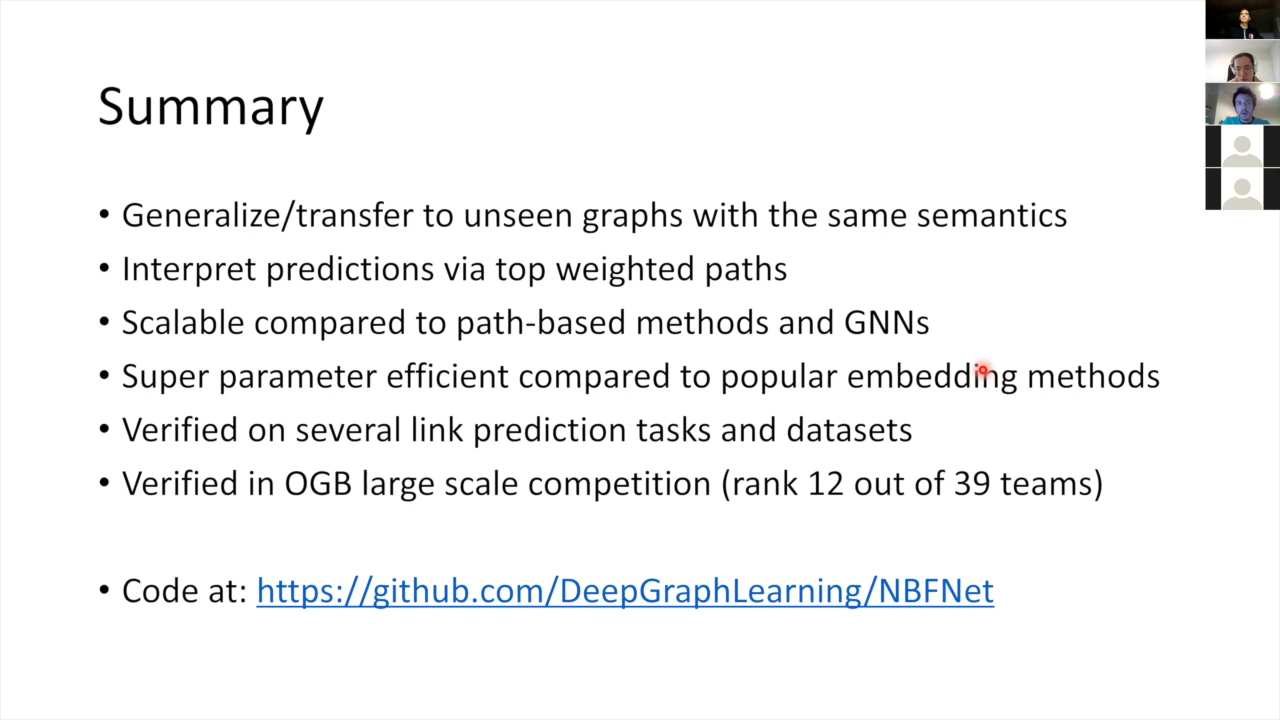 Summary
• Generalize/transfer to unseen graphs with the same semantics
• Interpret predictions via top weighted paths
• Scalable compared to path-based methods and GNNs
• Super parameter efficient compared to popular embedding methods
• Verified on several link prediction tasks and datasets
• Verified in OGB large scale competition (rank 12 out of 39 teams)
• Code at: https://github.com/DeepGraphLearning/NBFNet